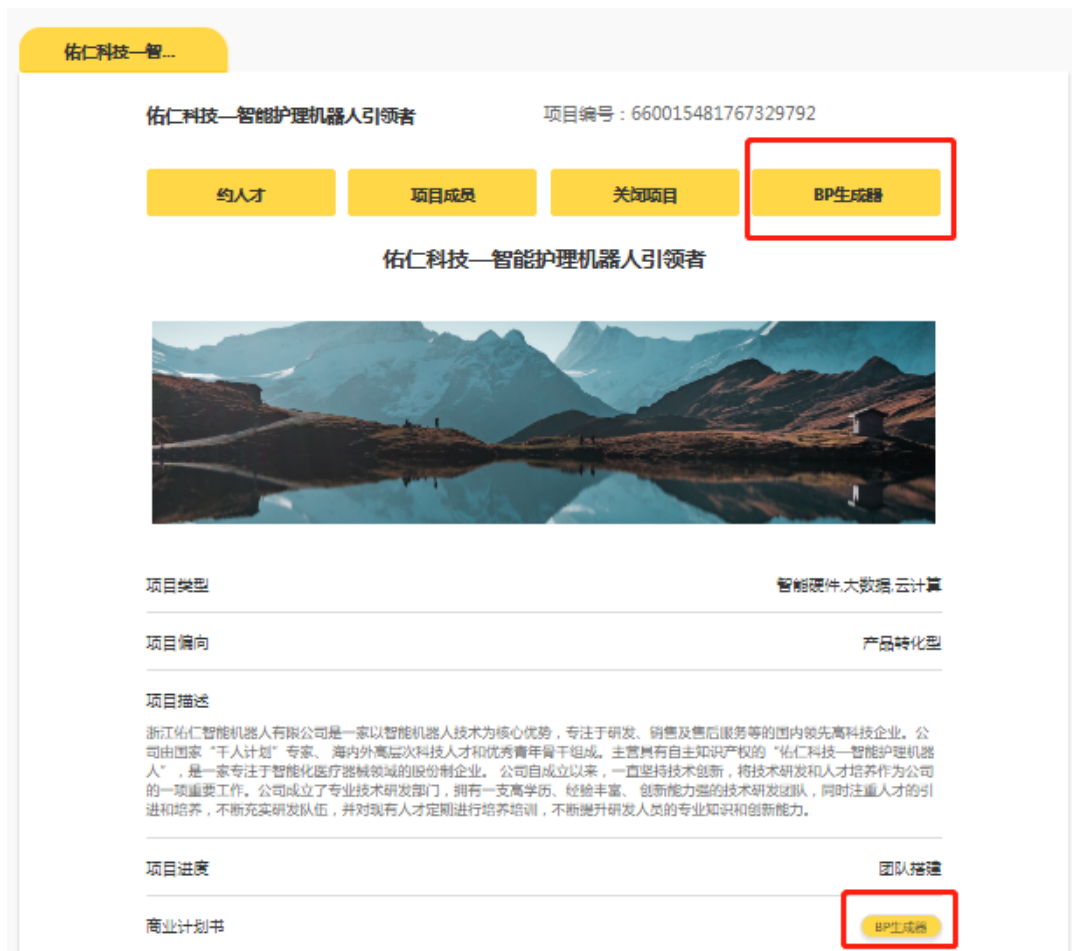 佑仁科技—智...
佑仁科技—智能护理机器人引领者 项目编号：660015481767329792
约人才 项目成员 关闭项目 BP生成器
佑仁科技—智能护理机器人引领者
项目类型 智能硬件,大数据,云计算
项目偏向 产品转化型
项目描述
浙江佑仁智能机器人有限公司是一家以智能机器人技术为核心优势，专注于研发、销售及售后服务等的国内领先高科技企业。公
司由国家“千人计划”专家、 海内外高层次科技人才和优秀青年骨干组成。主营具有自主知识产权的“佑仁科技—智能护理机器
人”，是一家专注于智能化医疗器械领域的股份制企业。 公司自成立以来，一直坚持技术创新，将技术研发和人才培养作为公司
的一项重要工作。公司成立了专业技术研发部门，拥有一支高学历、经验丰富、 创新能力强的技术研发团队，同时注重人才的引
进和培养，不断充实研发队伍，并对现有人才定期进行培养培训，不断提升研发人员的专业知识和创新能力。
项目进度 团队搭建
商业计划书 BP生成器